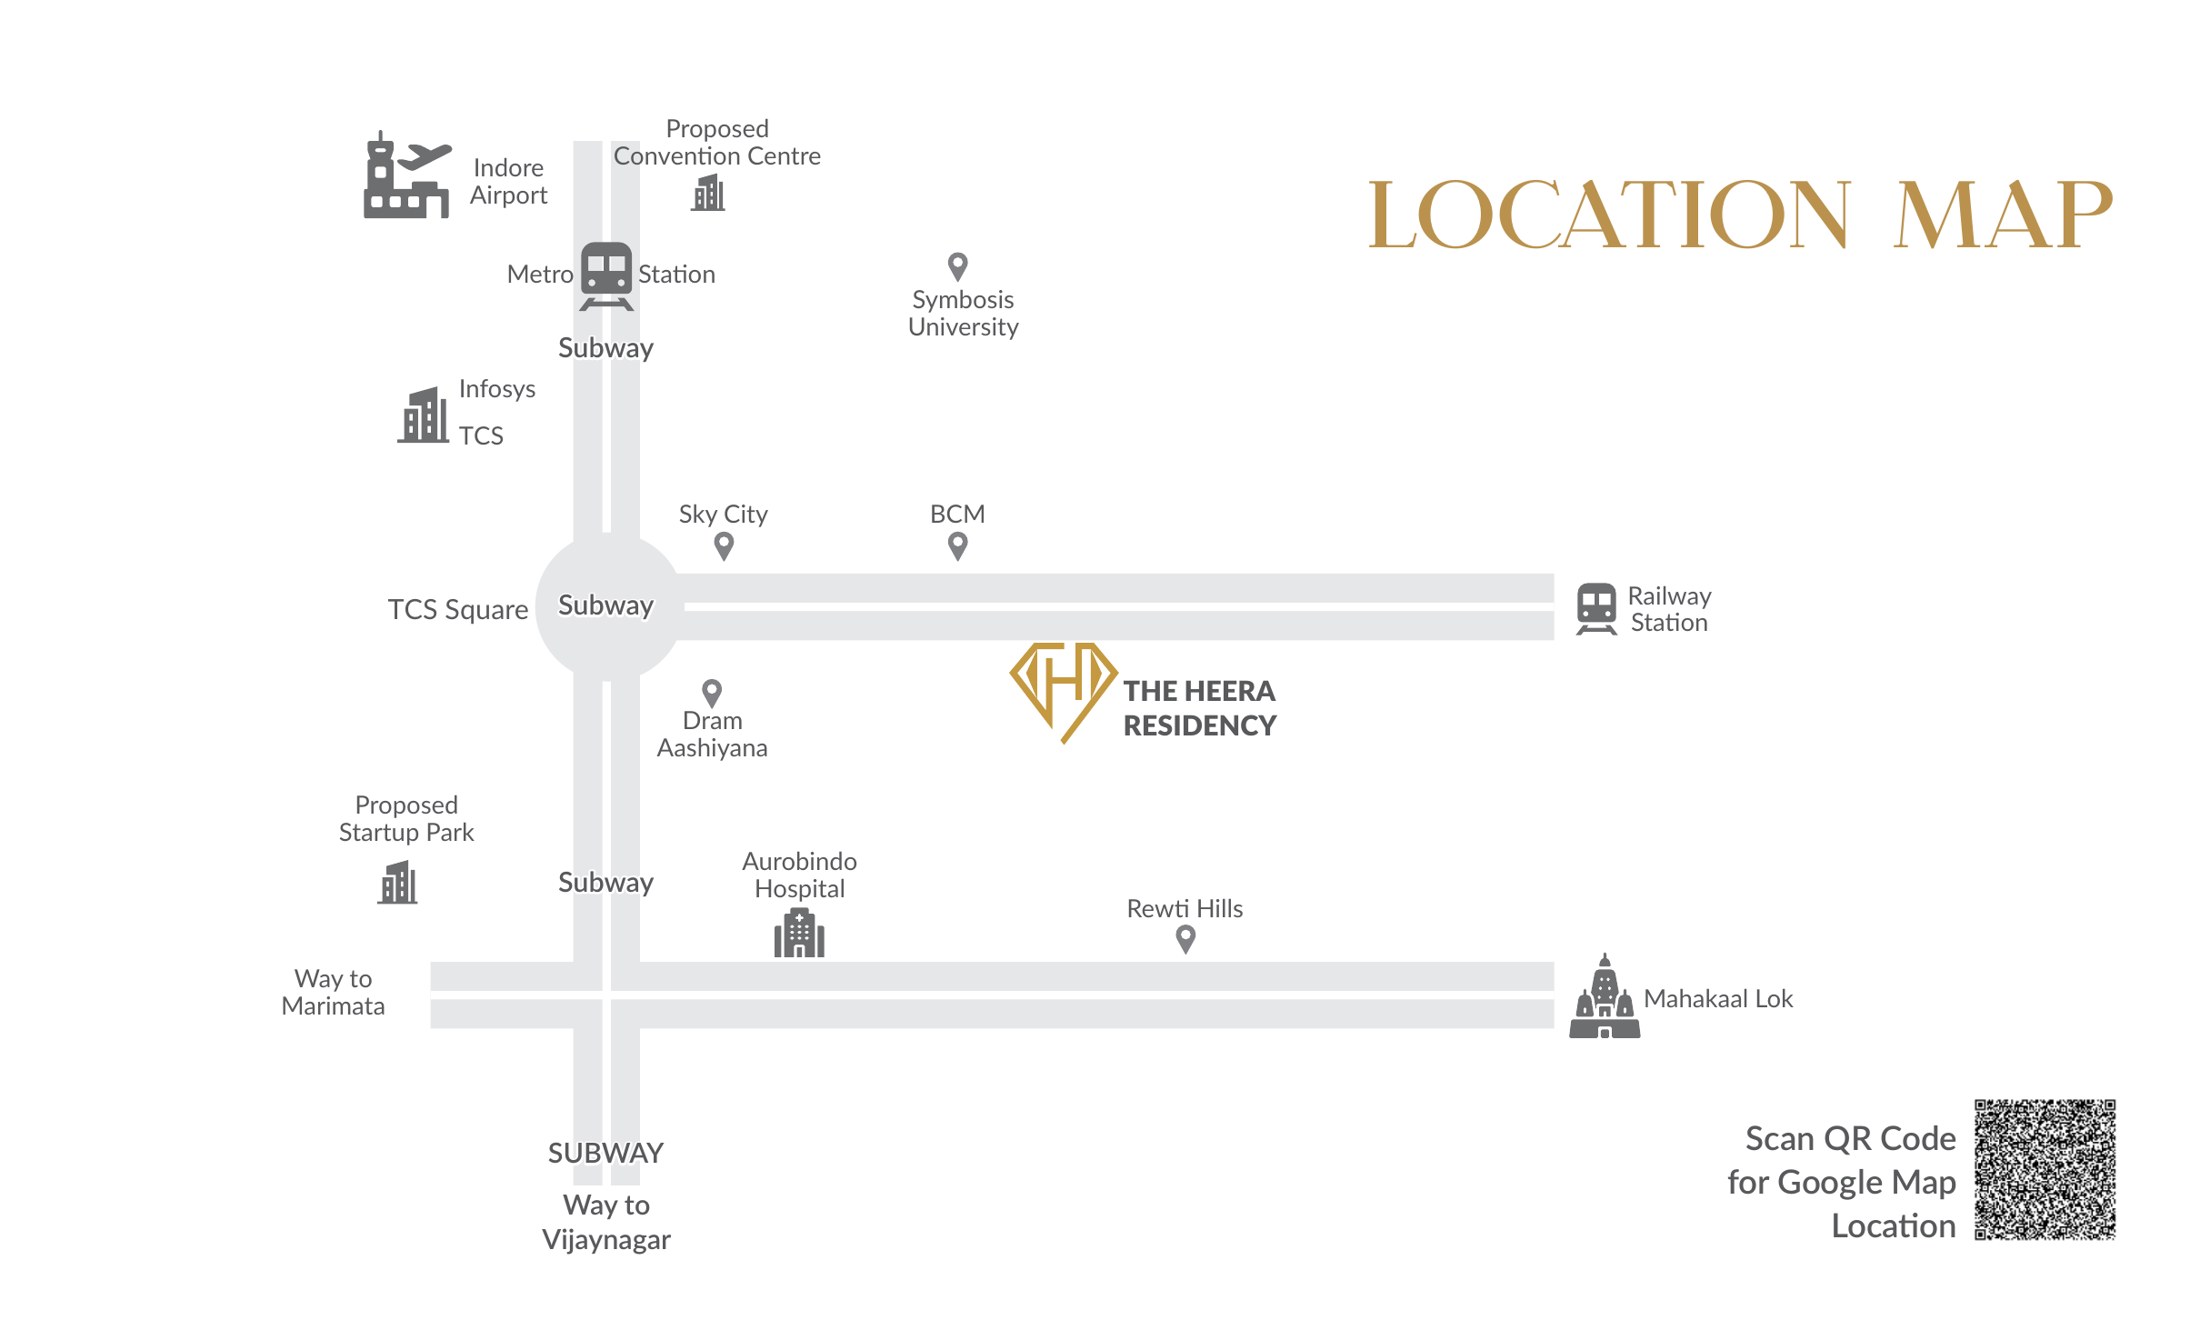 LOCATION MAP
Proposed
Convention Centre
Indore
Airport
Metro Station
Symbosis
University
Subway
Infosys
TCS
Sky City
BCM
TCS Square
Subway
Railway
Station
THE HEERA
RESIDENCY
Dram
Aashiyana
Proposed
Startup Park
Subway
Aurobindo
Hospital
Rewti Hills
Way to
Marimata
Mahakaal Lok
SUBWAY
Way to
Vijaynagar
Scan QR Code
for Google Map
Location